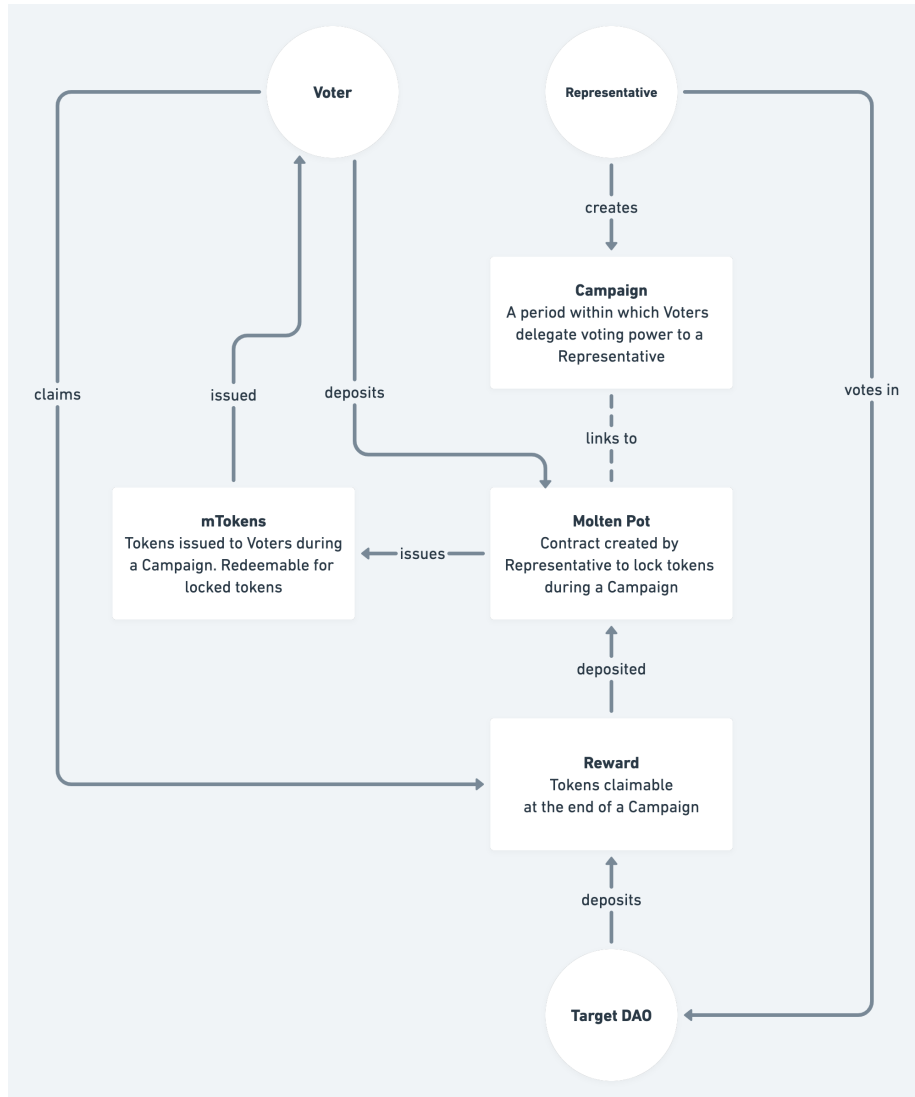 Voter
Representative
creates
Campaign
A period within which Voters
delegate voting power to a
Representative
claims
issued
deposits
votes in
links to
mTokens
Tokens issued to Voters during
a Campaign. Redeemable for
locked tokens
issues
Molten Pot
Contract created by
Representative to lock tokens
during a Campaign
deposited
Reward
Tokens claimable
at the end of a Campaign
deposits
Target DAO